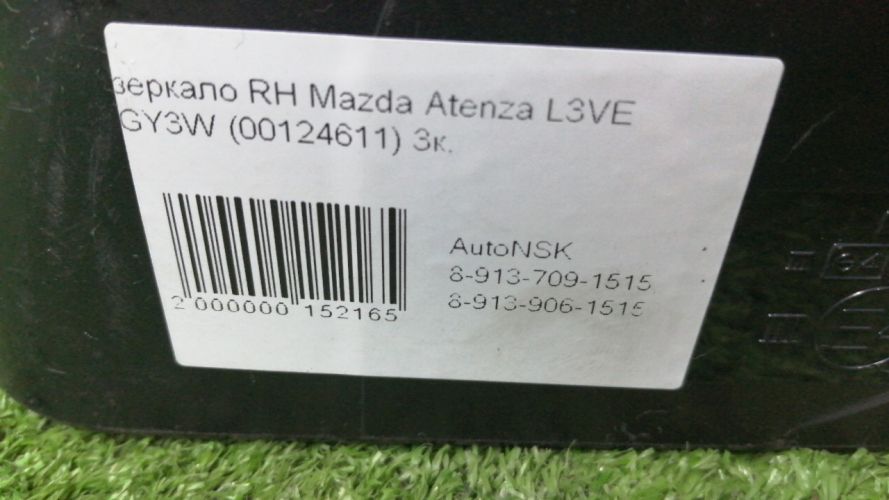 зеркало RH Mazda Atenza L3VE
GY3W (00124611) 3к.
AutoNSK
8-913-709-1515
8-913-906-1515
2 000000 152165